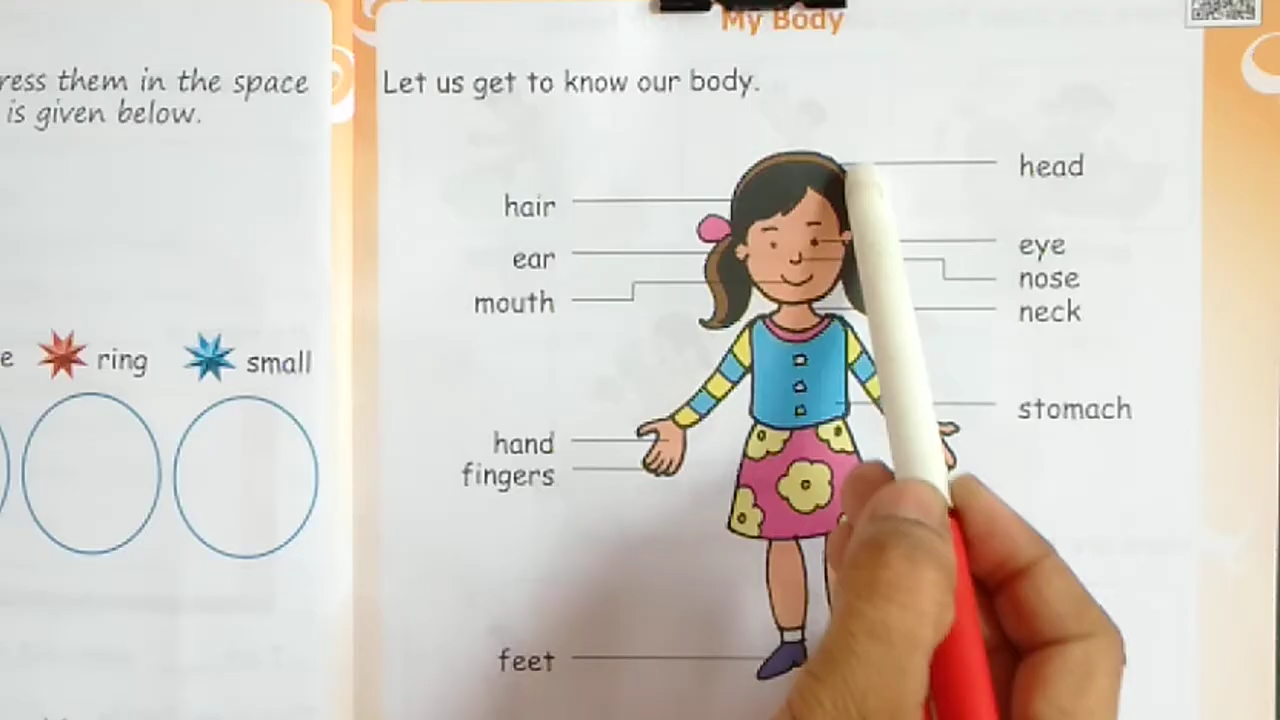 ress them in the space
is given below.
e ring small
My Body
Let us get to know our body.
head
hair
eye
ear
nose
mouth
neck
stomach
hand
fingers
feet